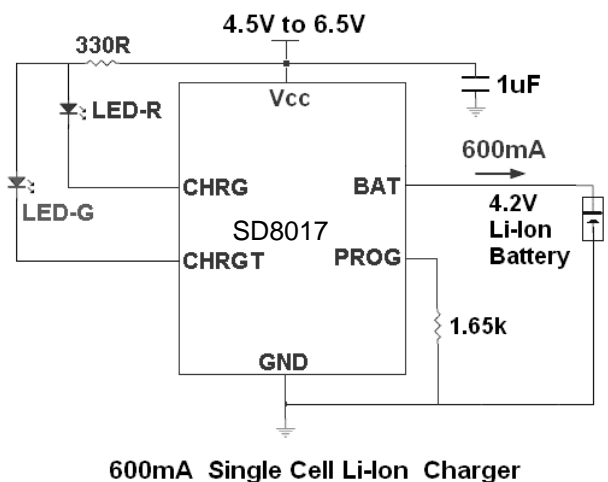 4.5V to 6.5V
330R
Vcc
1uF
LED-R
600mA
CHRG
BAT
LED-G
4.2V
Li-Ion
Battery
SD8017
CHRGT
PROG
1.65k
GND
600mA Single Cell Li-Ion Charger